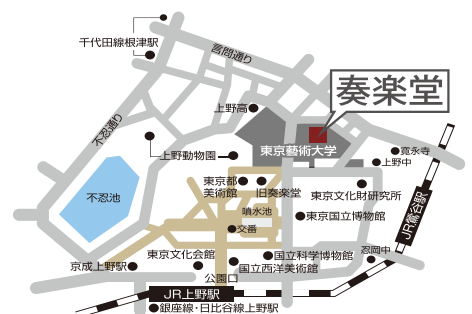 千代田線根津駅
言問通り
奏楽堂
不忍通り
上野高
東京藝術大学
寛永寺
上野中
上野動物園
東京都
美術館
旧奏楽堂
東京文化財研究所
不忍池
噴水池
東京国立博物館
JR鶯谷駅
交番
東京文化会館
国立科学博物館
忍岡中
京成上野駅
公園口
国立西洋美術館
JR上野駅
銀座線・日比谷線上野駅